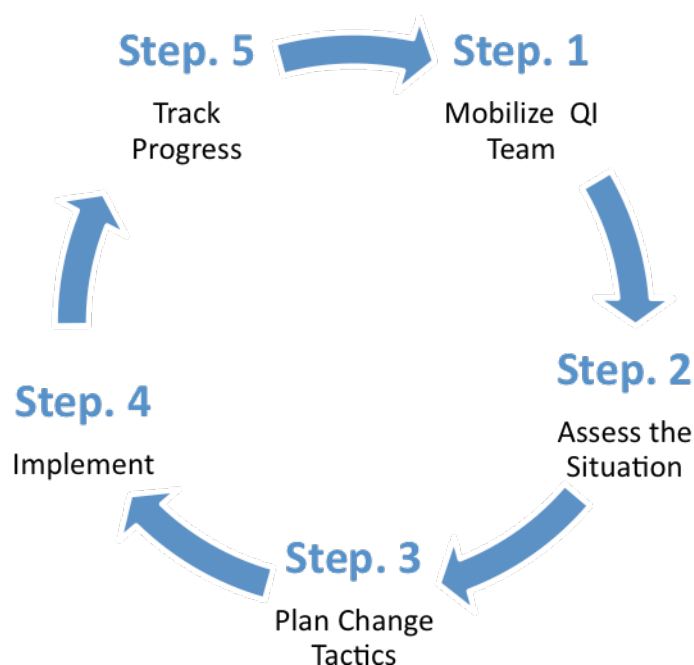 Step. 1
Mobilize QI
Team
Step. 2
Assess the
Situation
Step. 3
Plan Change
Tactics
Step. 4
Implement
Step. 5
Track
Progress